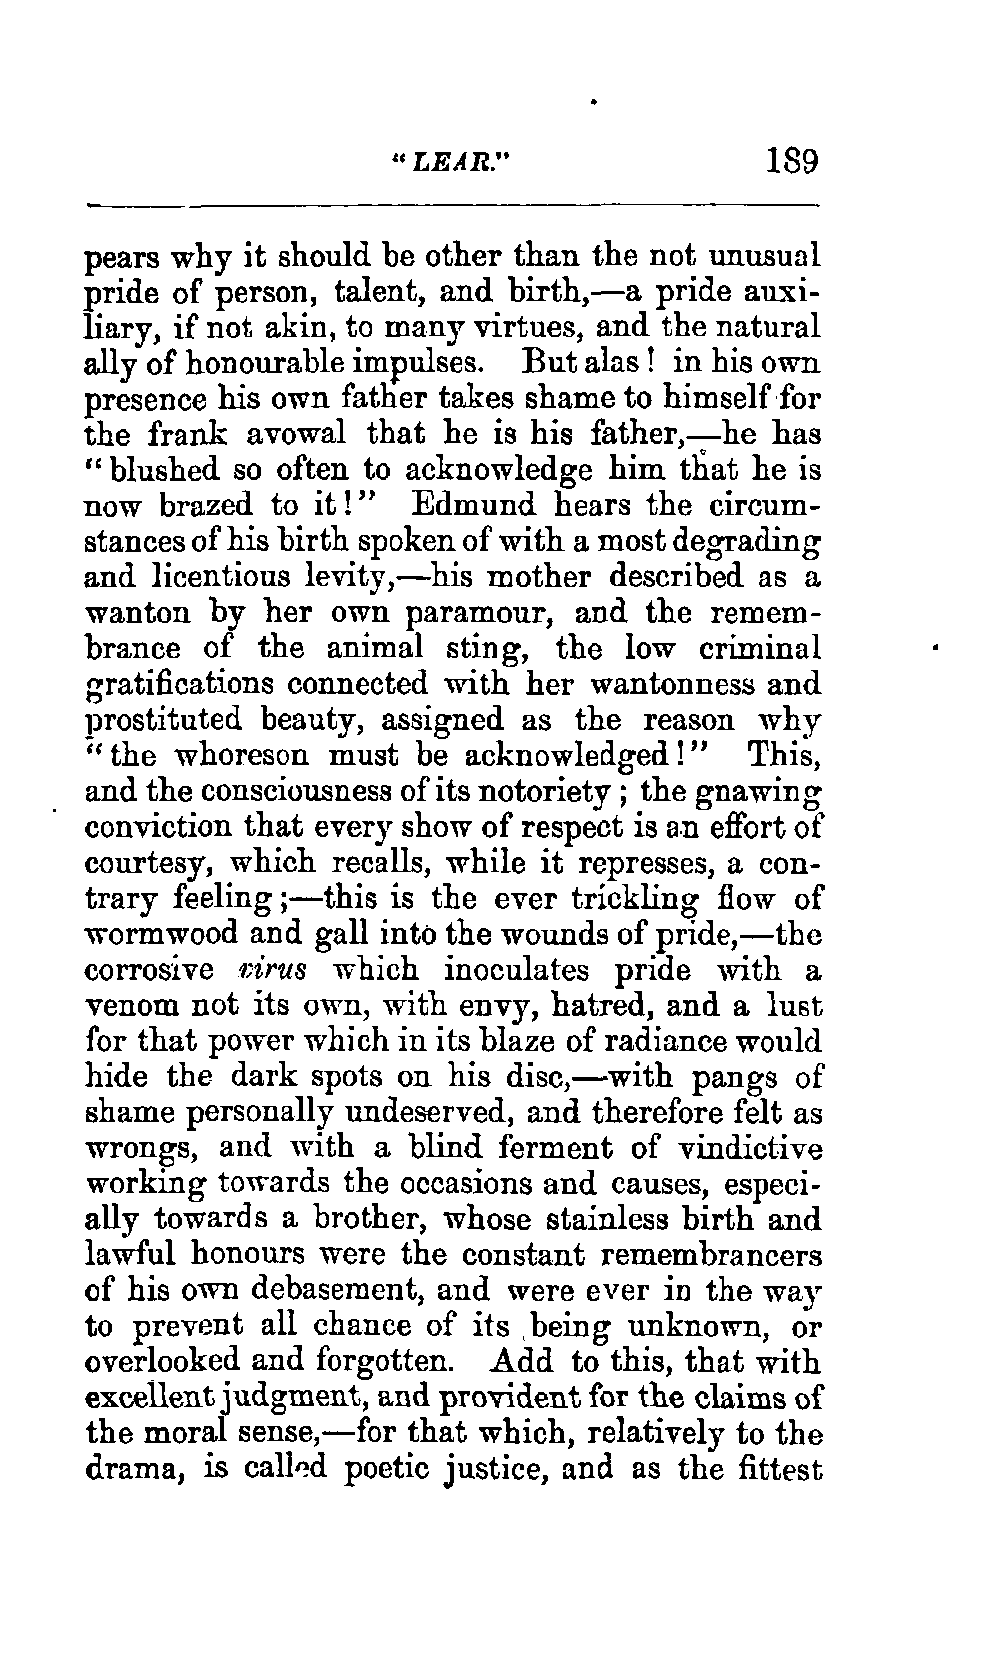 "LEAR." 189
pears why it should be other than the not unusual
pride of person, talent, and birth,—a pride auxi-
liary, if not akin, to many virtues, and the natural
ally of honourable impulses. But alas! in his own
presence his own father takes shame to himself for
the frank avowal that he is his father,—he has
"blushed so often to acknowledge him that he is
now brazed to it!" Edmund hears the circum-
stances of his birth spoken of with a most degrading
and licentious levity,—his mother described as a
wanton by her own paramour, and the remem-
brance of the animal sting, the low criminal
gratifications connected with her wantonness and
prostituted beauty, assigned as the reason why
"the whoreson must be acknowledged!" This,
and the consciousness of its notoriety; the gnawing
conviction that every show of respect is an effort of
courtesy, which recalls, while it represses, a con-
trary feeling;—this is the ever trickling flow of
wormwood and gall into the wounds of pride,—the
corrosive virus which inoculates pride with a
venom not its own, with envy, hatred, and a lust
for that power which in its blaze of radiance would
hide the dark spots on his disc,—with pangs of
shame personally undeserved, and therefore felt as
wrongs, and with a blind ferment of vindictive
working towards the occasions and causes, especi-
ally towards a brother, whose stainless birth and
lawful honours were the constant remembrancers
of his own debasement, and were ever in the way
to prevent all chance of its being unknown, or
overlooked and forgotten. Add to this, that with
excellent judgment, and provident for the claims of
the moral sense,—for that which, relatively to the
drama, is called poetic justice, and as the fittest